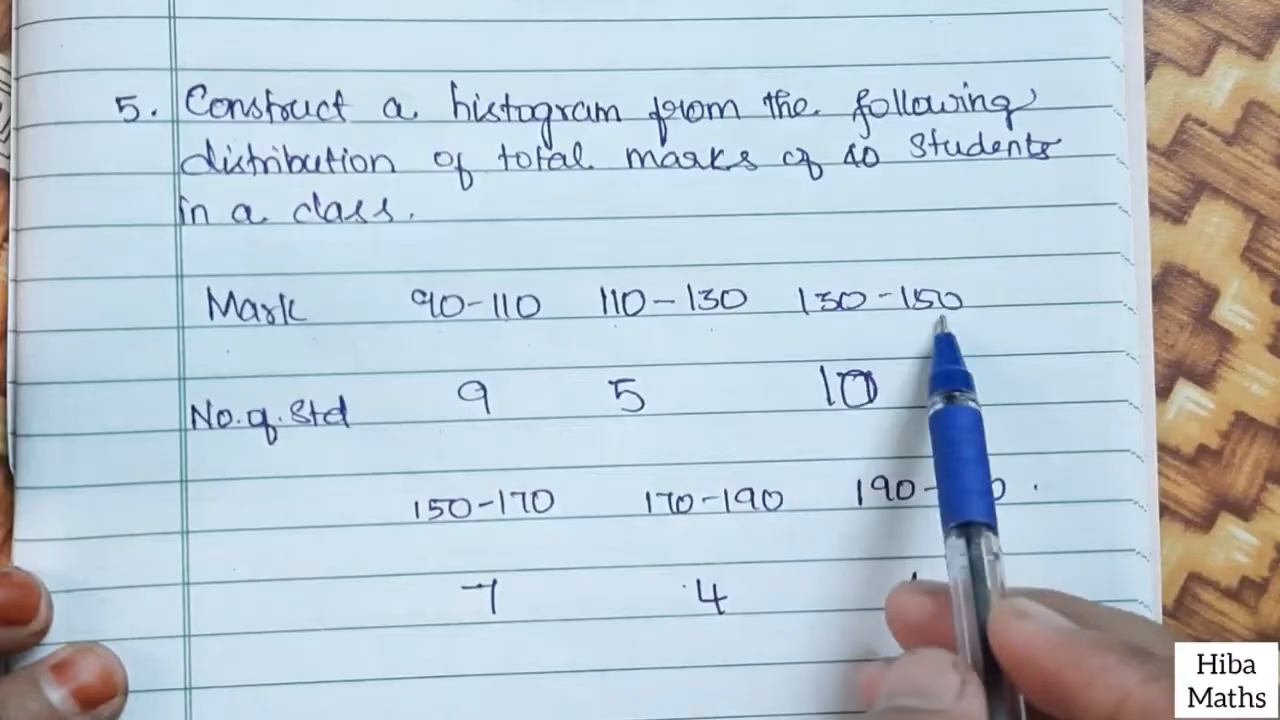 5. Construct a histogram from the following
distribution of total marks of 40 students
in a class.
Mark 90-110 110-130 130-150
No.of.Std 9 5 10
150-170 170-190 190-
7 4
Hiba
Maths